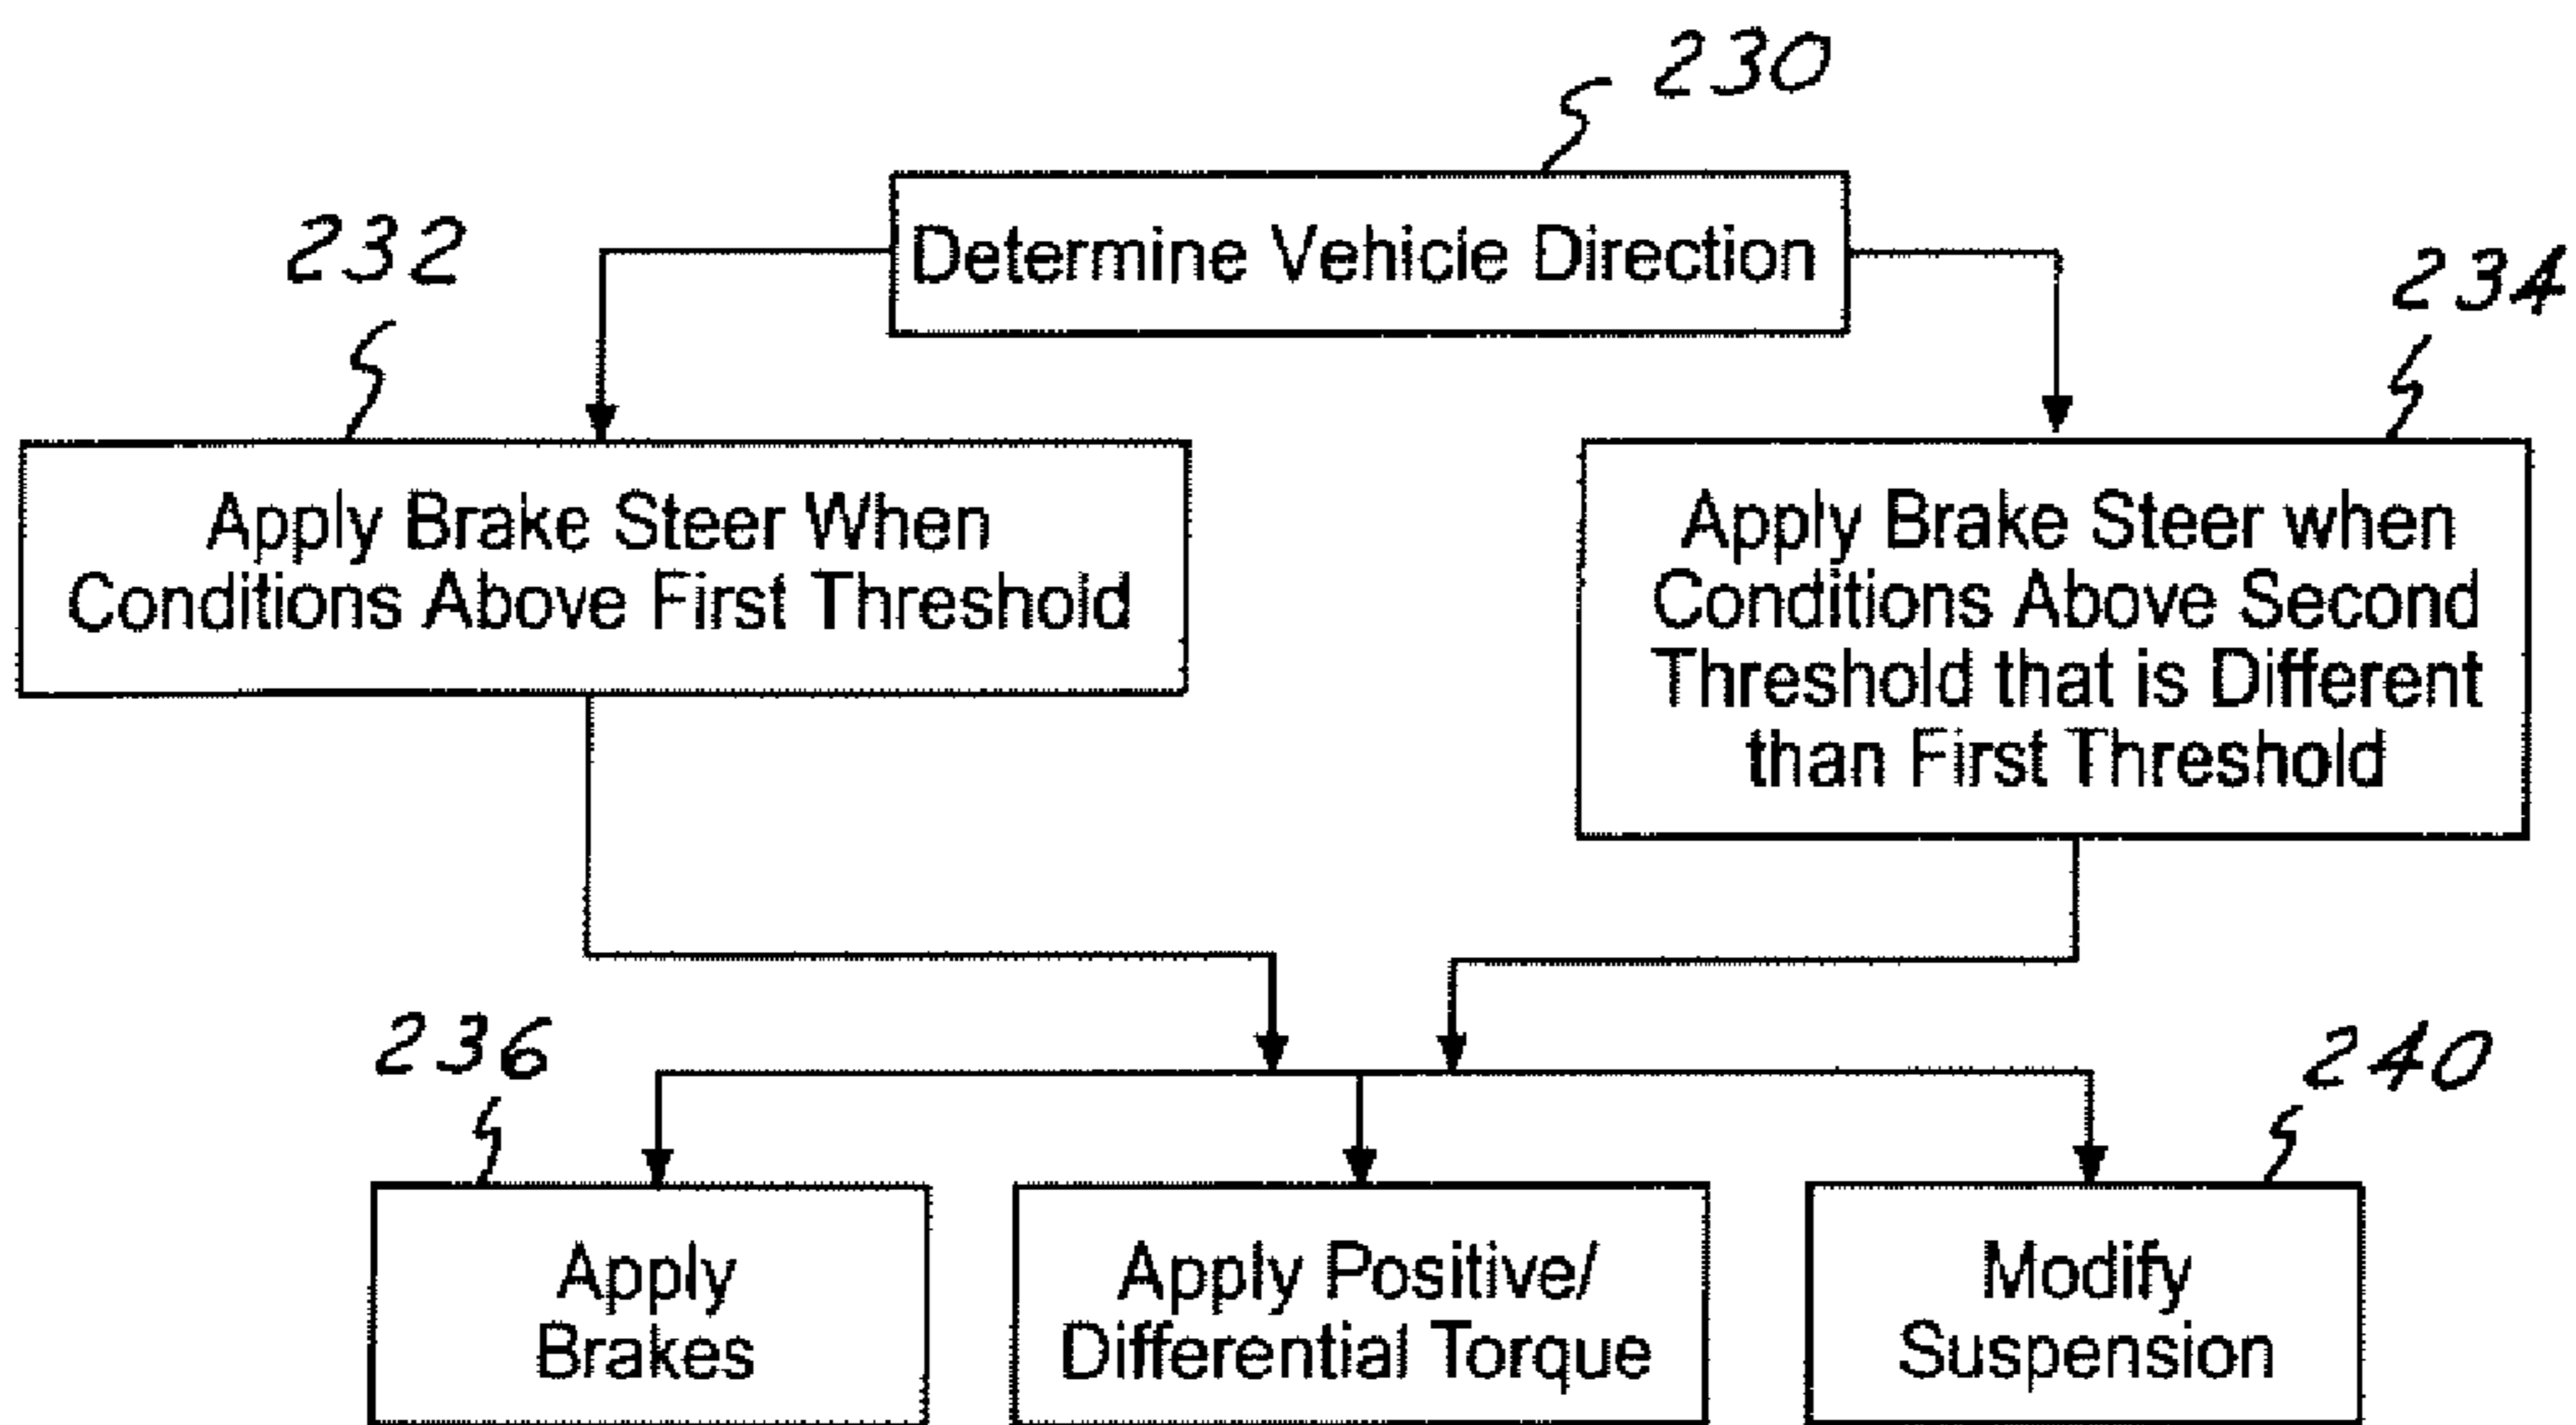 230
Determine Vehicle Direction
232
234
Apply Brake Steer When
Conditions Above First Threshold
Apply Brake Steer when
Conditions Above Second
Threshold that is Different
than First Threshold
236
240
Apply
Brakes
Apply Positive/
Differential Torque
Modify
Suspension